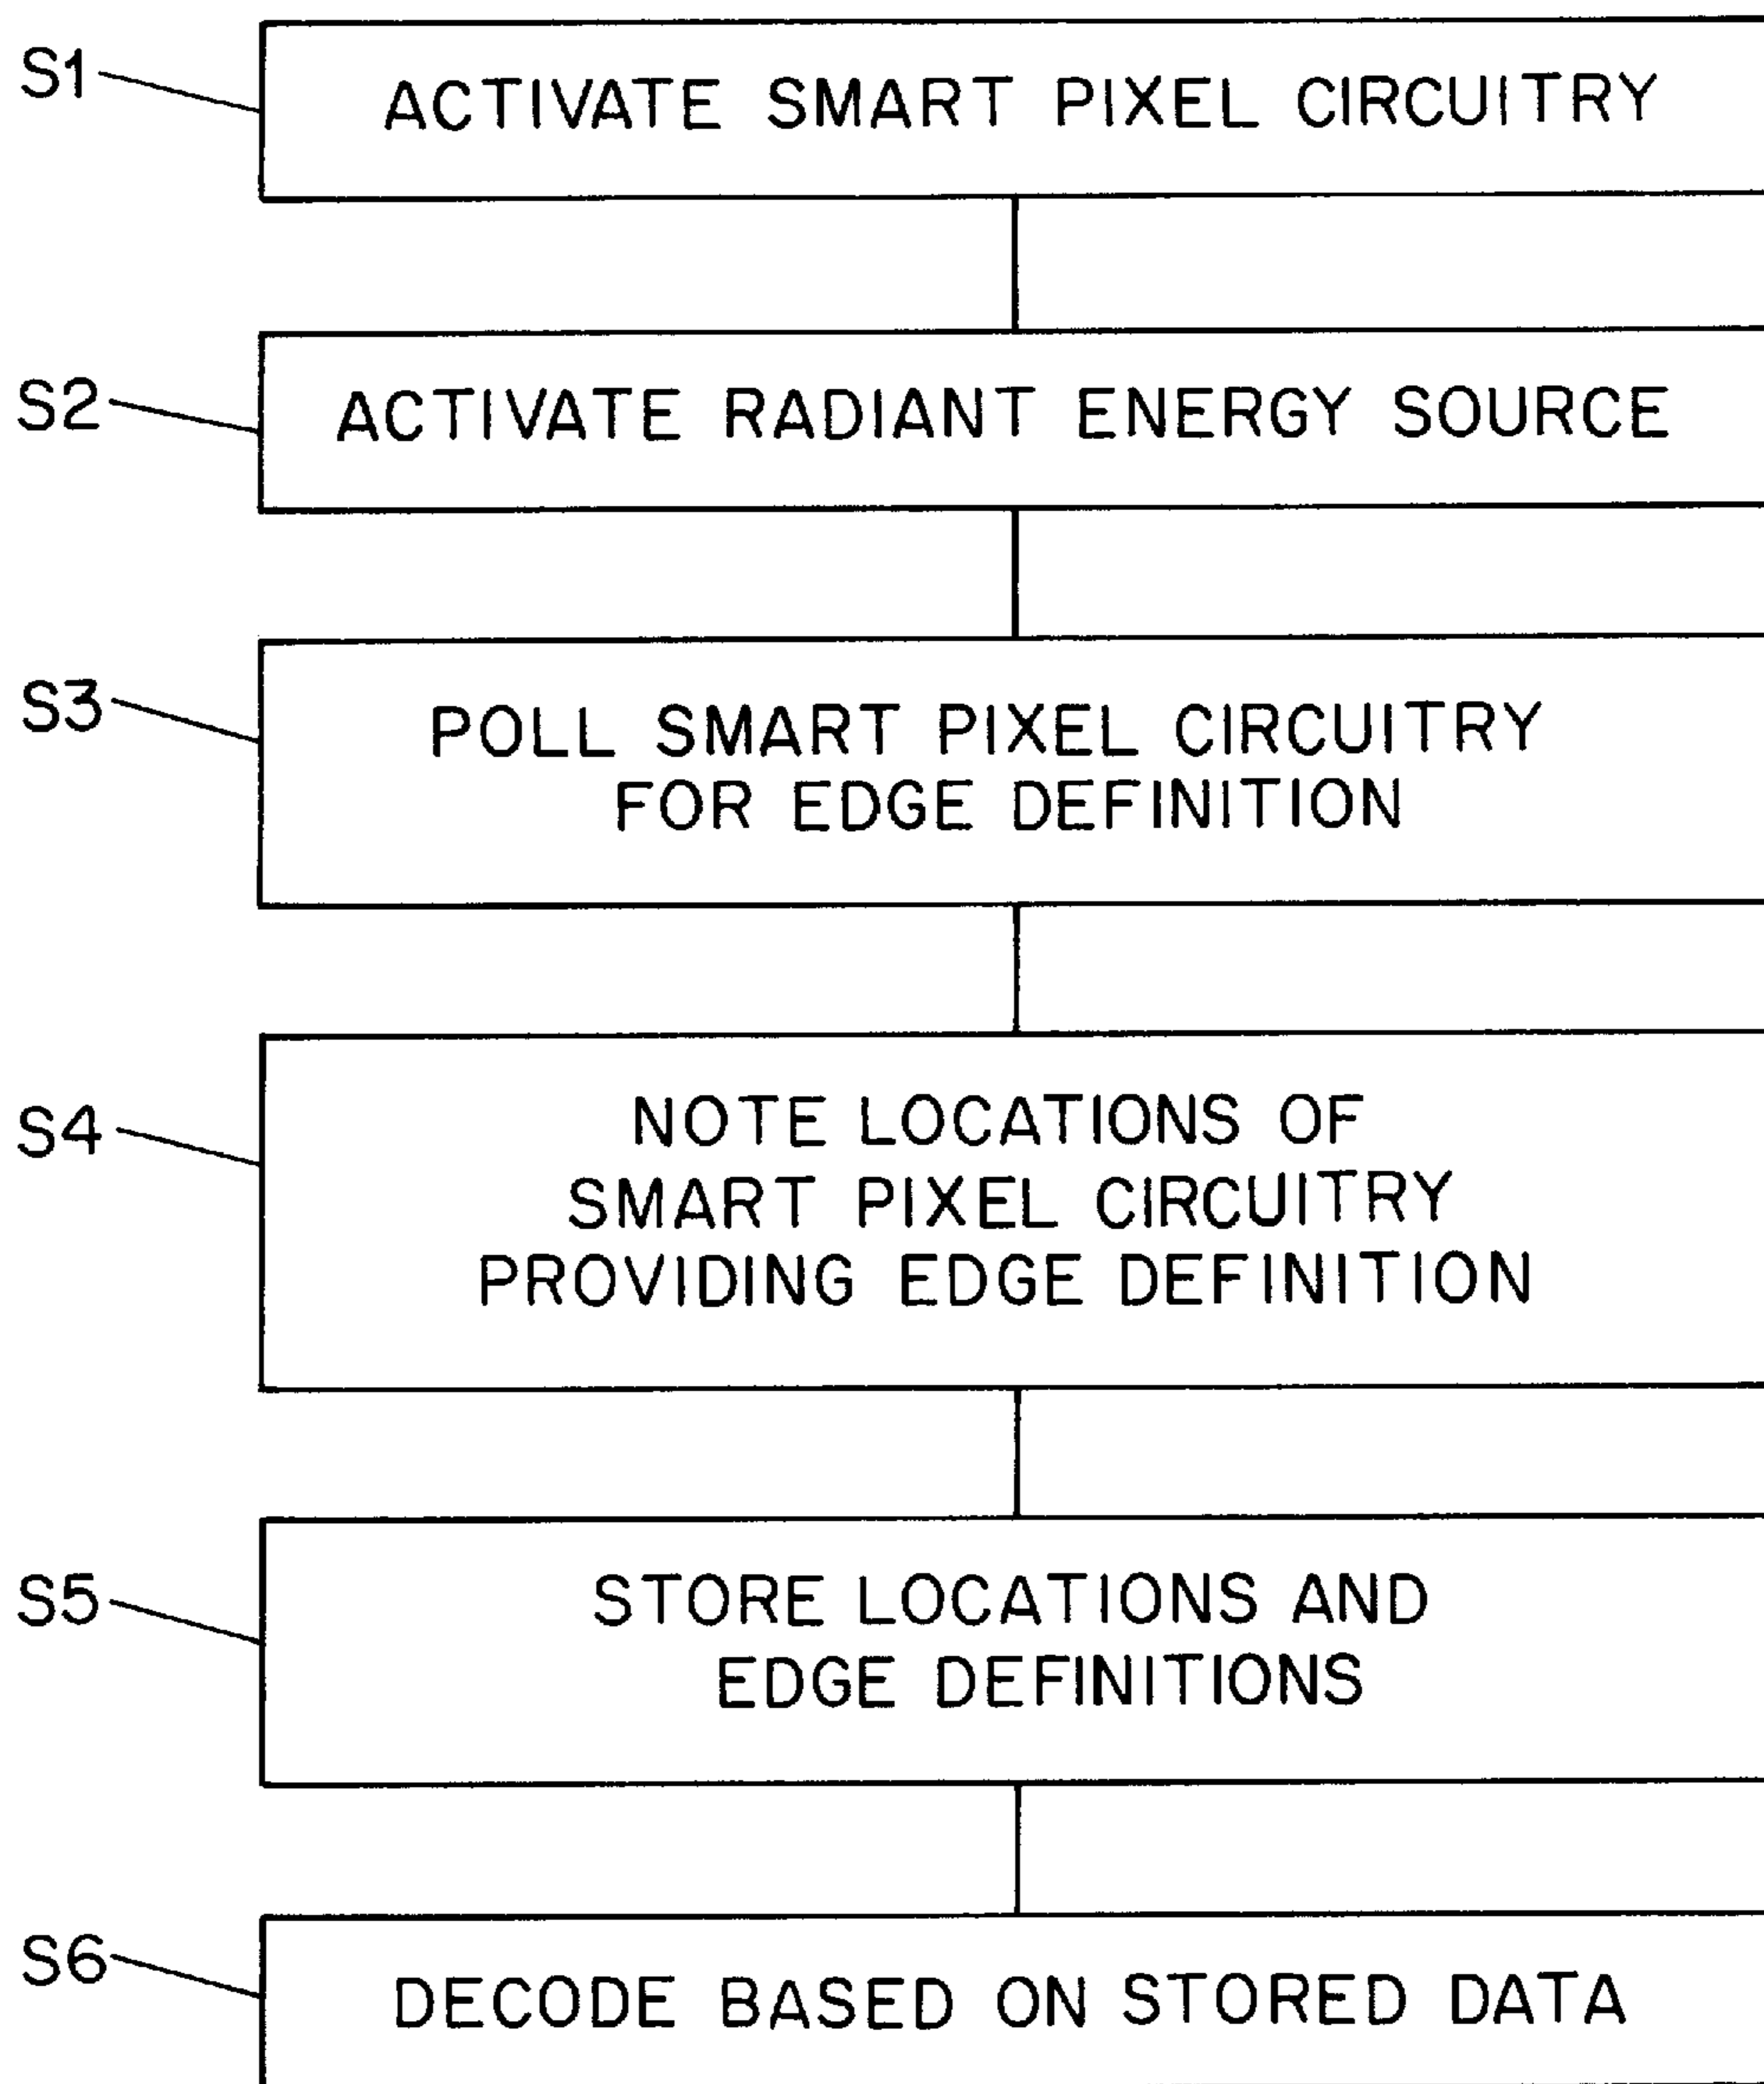 S1
ACTIVATE SMART PIXEL CIRCUITRY
S2
ACTIVATE RADIANT ENERGY SOURCE
S3
POLL SMART PIXEL CIRCUITRY
FOR EDGE DEFINITION
S4
NOTE LOCATIONS OF
SMART PIXEL CIRCUITRY
PROVIDING EDGE DEFINITION
S5
STORE LOCATIONS AND
EDGE DEFINITIONS
S6
DECODE BASED ON STORED DATA